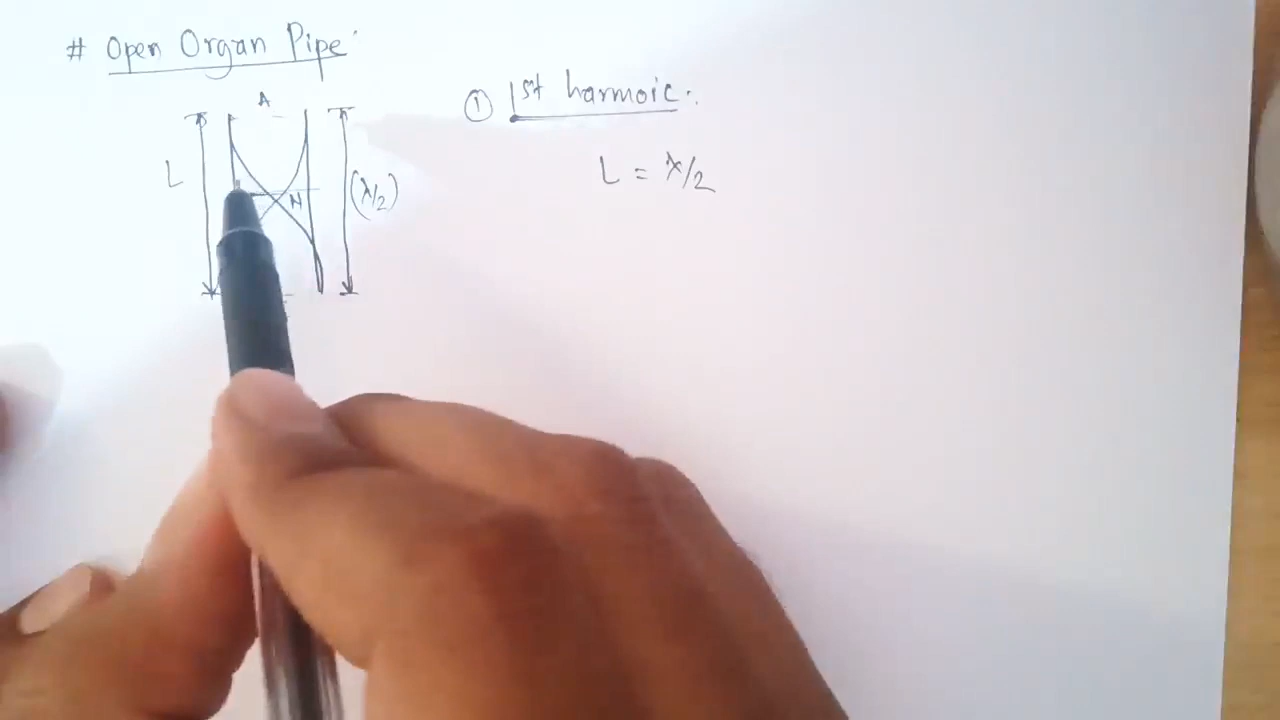 # Open Organ Pipe
A
L
N
(λ/2)
① 1st harmoic :
L = λ/2